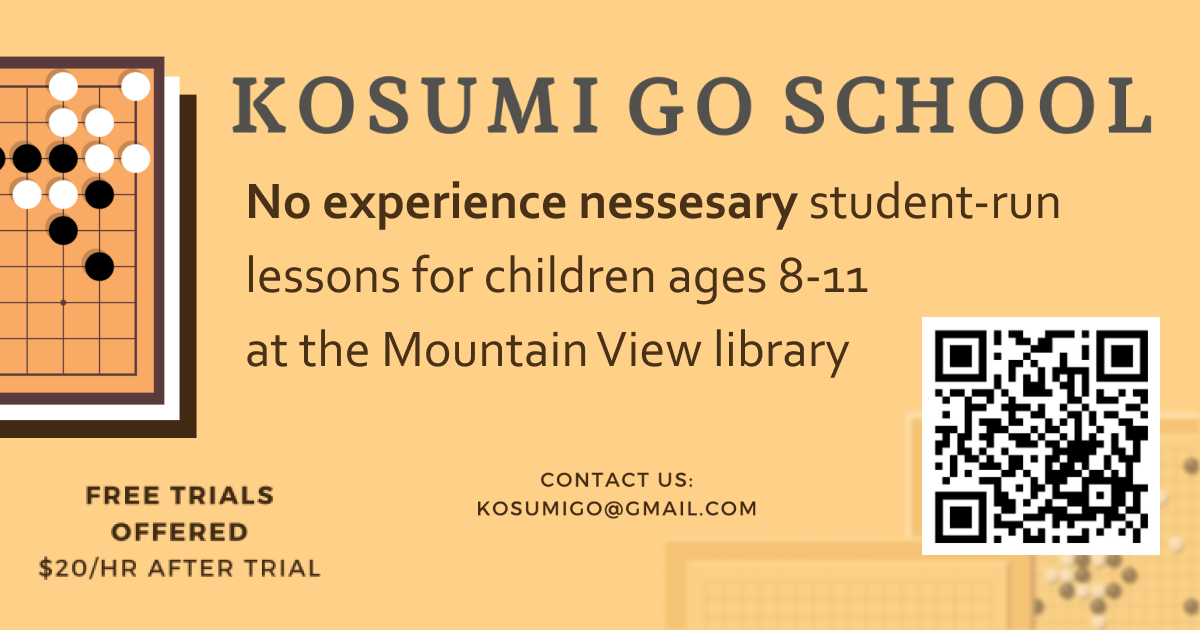 KOSUMI GO SCHOOL
No experience nessesary student-run
lessons for children ages 8-11
at the Mountain View library
FREE TRIALS
OFFERED
$20/HR AFTER TRIAL
CONTACT US:
KOSUMIGO@GMAIL.COM